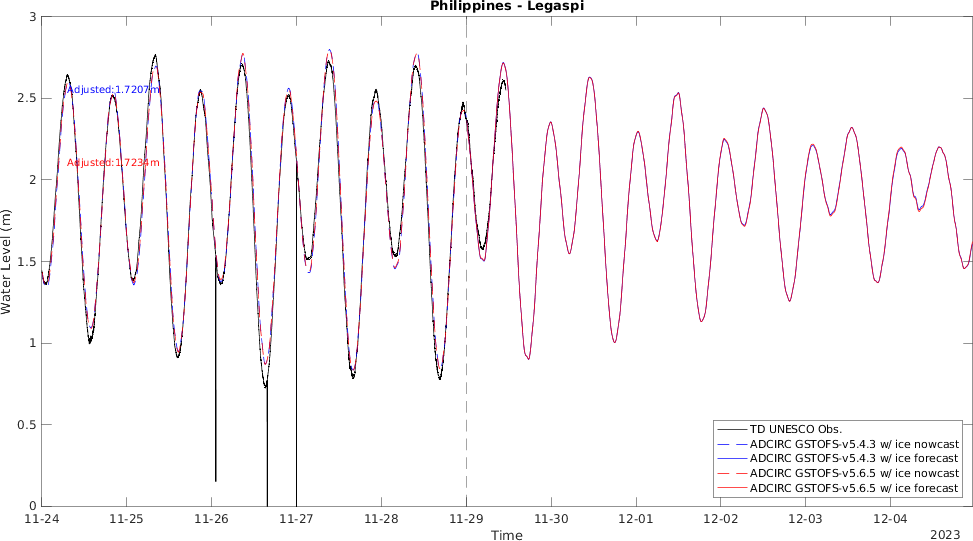 Philippines - Legaspi
3
2.5
2
1.5
1
0.5
0
Water Level (m)
Adjusted:1.7207m
Adjusted:1.7234m
TD UNESCO Obs.
ADCIRC GSTOFS-v5.4.3 w/ ice nowcast
ADCIRC GSTOFS-v5.4.3 w/ ice forecast
ADCIRC GSTOFS-v5.6.5 w/ ice nowcast
ADCIRC GSTOFS-v5.6.5 w/ ice forecast
11-24 11-25 11-26 11-27 11-28 11-29 11-30 12-01 12-02 12-03 12-04
Time
2023